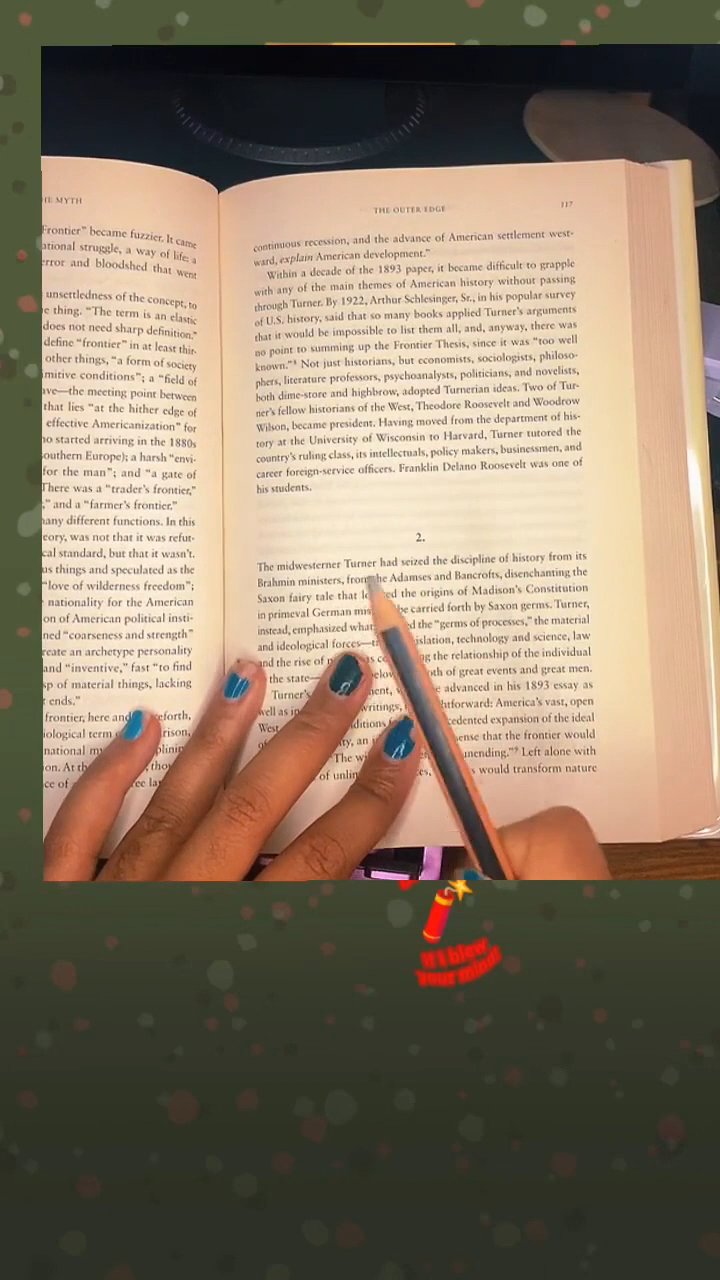 HE MYTH
Frontier" became fuzzier. It came
ational struggle, a way of life; a
error and bloodshed that went
unsettledness of the concept, to
e thing. "The term is an elastic
does not need sharp definition."
define "frontier" in at least thir-
other things, "a form of society
imitive conditions"; a "field of
ave—the meeting point between
that lies "at the hither edge of
effective Americanization" for
ho started arriving in the 1880s
outhern Europe); a harsh "envi-
for the man"; and "a gate of
There was a "trader's frontier,"
," and a "farmer's frontier."
many different functions. In this
eory, was not that it was refut-
cal standard, but that it wasn't.
us things and speculated as the
"love of wilderness freedom";
nationality for the American
on of American political insti-
ned "coarseness and strength"
reate an archetype personality
and "inventive," fast "to find
sp of material things, lacking
t ends."
frontier, here and
iological term
national
on. At
ce of
THE OUTER EDGE
117
continuous recession, and the advance of American settlement west-
ward, explain American development."
Within a decade of the 1893 paper, it became difficult to grapple
with any of the main themes of American history without passing
through Turner. By 1922, Arthur Schlesinger, Sr., in his popular survey
of U.S. history, said that so many books applied Turner's arguments
that it would be impossible to list them all, and, anyway, there was
no point to summing up the Frontier Thesis, since it was "too well
known."⁸ Not just historians, but economists, sociologists, philoso-
phers, literature professors, psychoanalysts, politicians, and novelists,
both dime-store and highbrow, adopted Turnerian ideas. Two of Tur-
ner's fellow historians of the West, Theodore Roosevelt and Woodrow
Wilson, became president. Having moved from the department of his-
tory at the University of Wisconsin to Harvard, Turner tutored the
country's ruling class, its intellectuals, policy makers, businessmen, and
career foreign-service officers. Franklin Delano Roosevelt was one of
his students.
2.
The midwesterner Turner had seized the discipline of history from its
Brahmin ministers, from the Adamses and Bancrofts, disenchanting the
Saxon fairy tale that the origins of Madison's Constitution
in primeval German be carried forth by Saxon germs. Turner,
instead, emphasized what the "germs of processes," the material
and ideological forces— technology and science, law
and the rise of the relationship of the individual
the state— of great events and great men.
Turner's advanced in his 1893 essay as
well as in writings, America's vast, open
West expansion of the ideal
of an sense that the frontier would
The unending."⁹ Left alone with
of would transform nature
It'll blow
your mind!